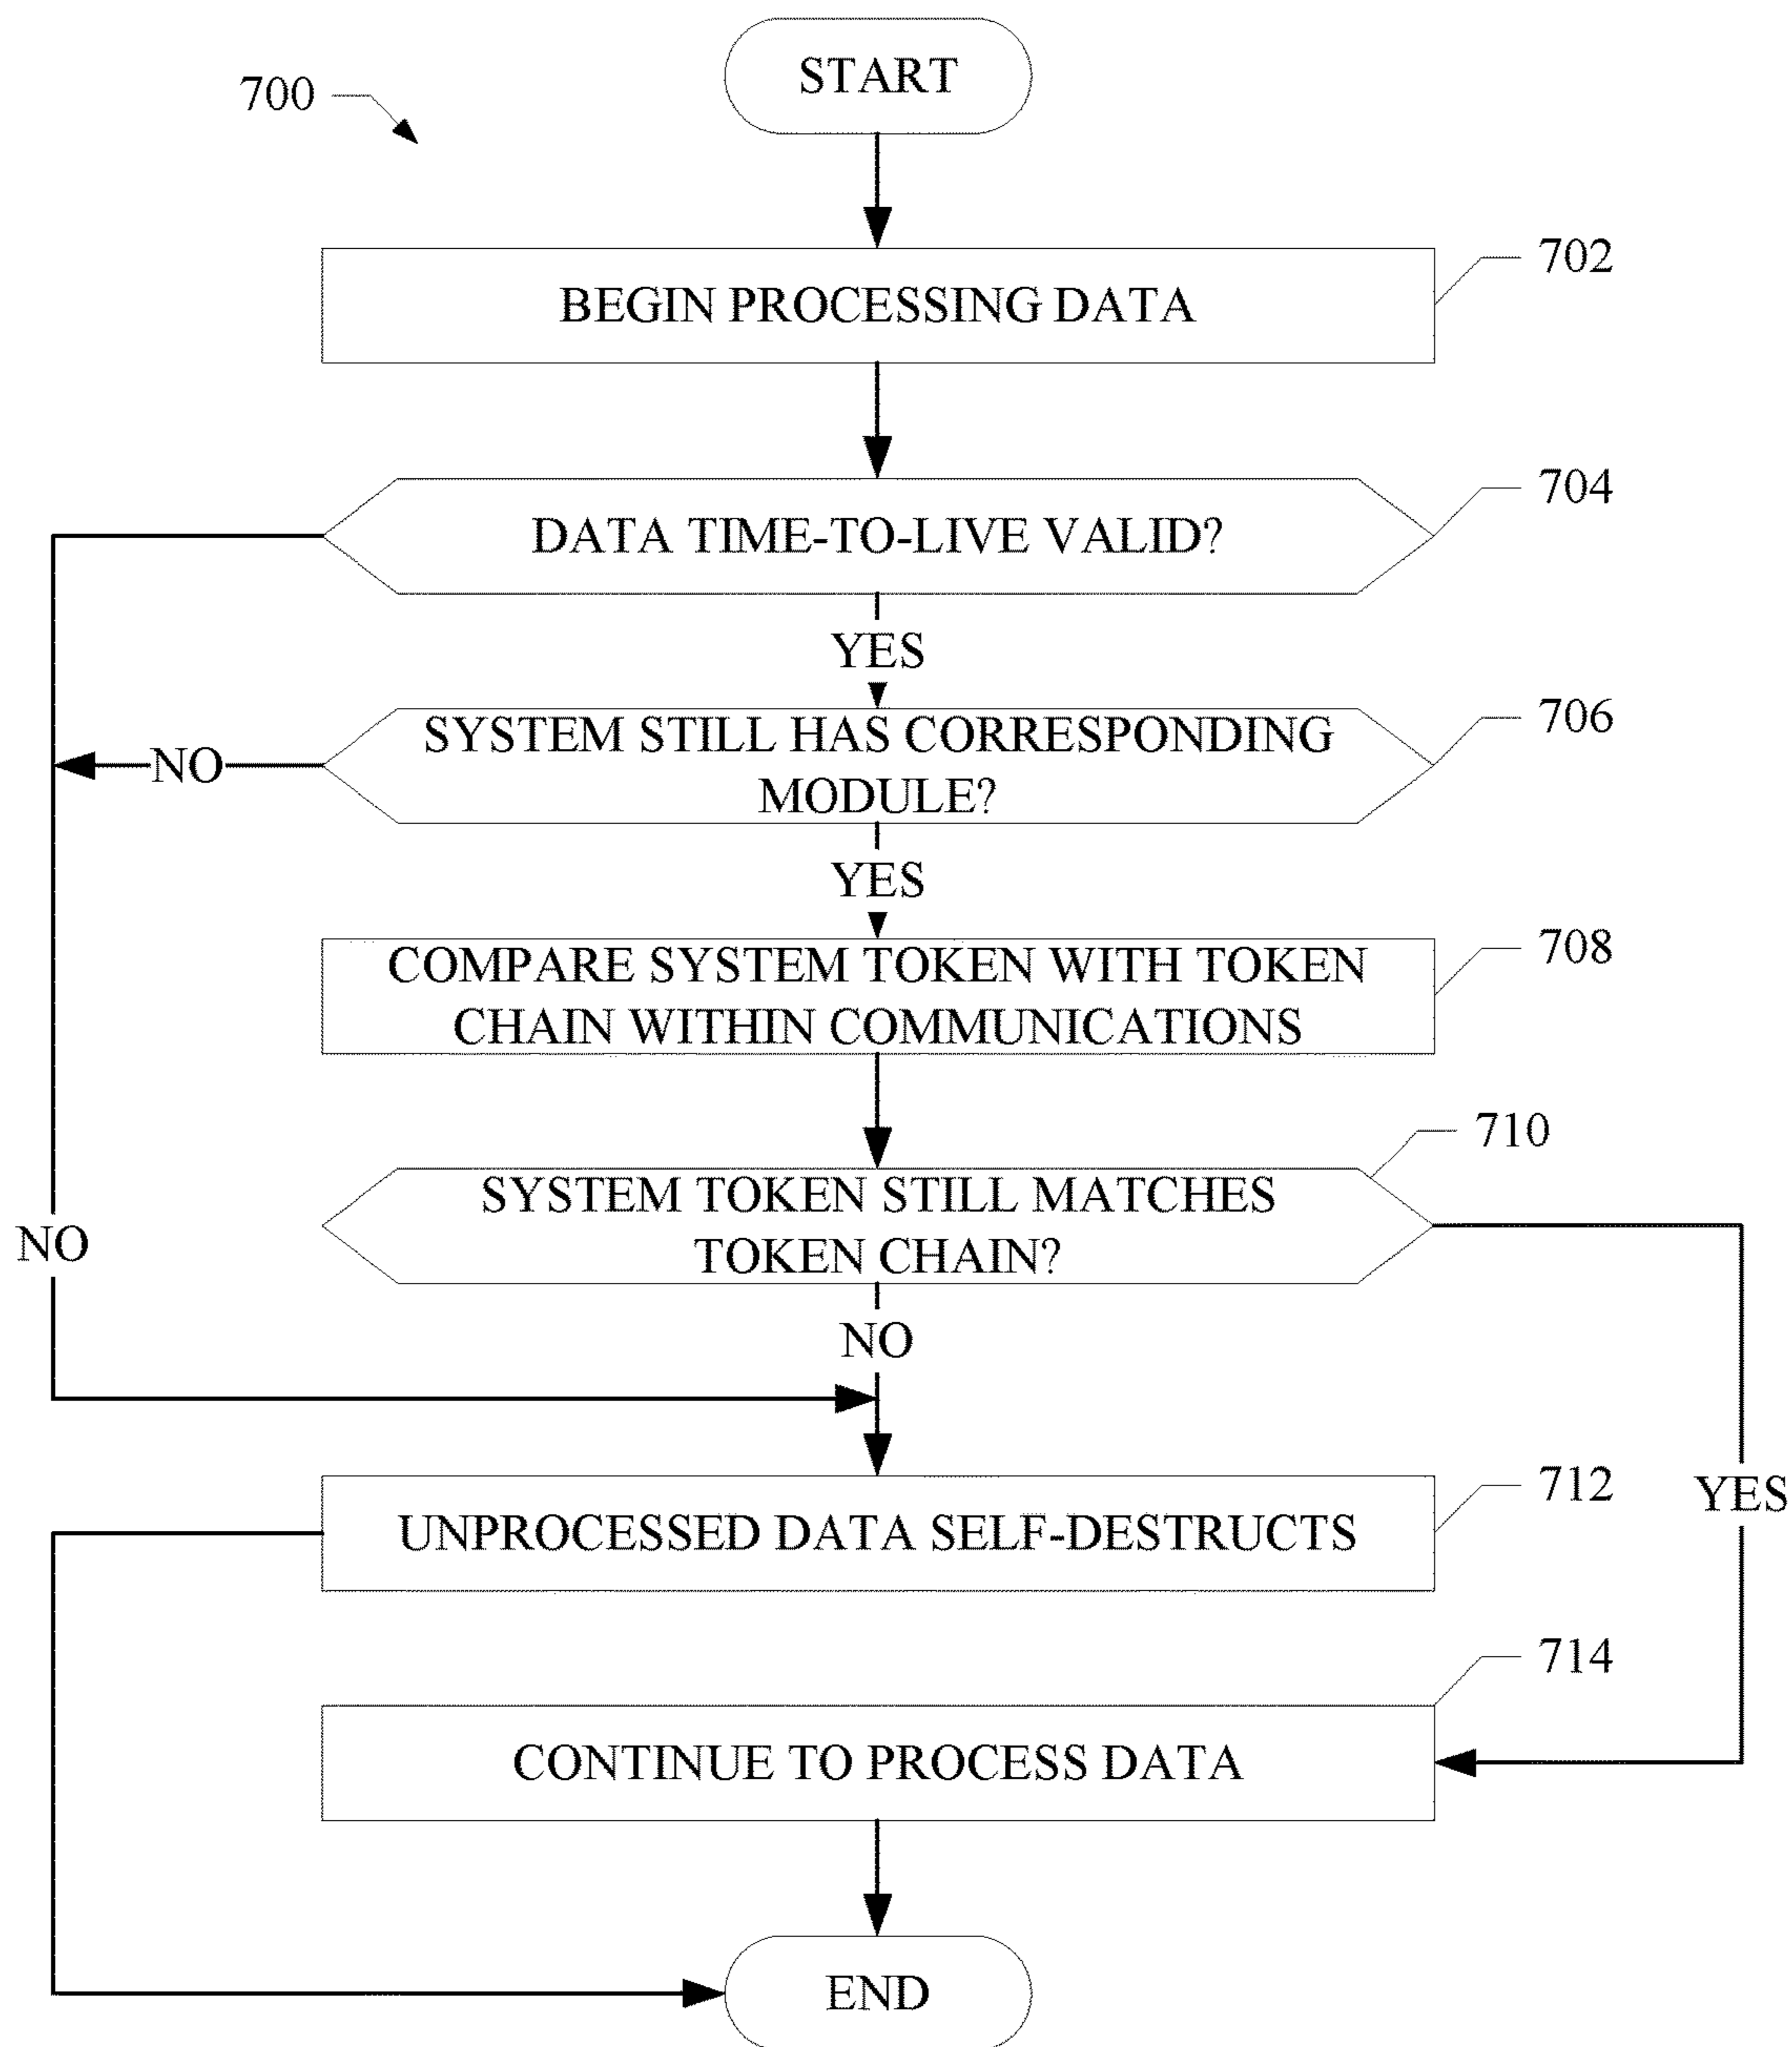 START
700
BEGIN PROCESSING DATA
702
DATA TIME-TO-LIVE VALID?
704
YES
SYSTEM STILL HAS CORRESPONDING
MODULE?
706
NO
YES
COMPARE SYSTEM TOKEN WITH TOKEN
CHAIN WITHIN COMMUNICATIONS
708
710
SYSTEM TOKEN STILL MATCHES
TOKEN CHAIN?
NO
NO
UNPROCESSED DATA SELF-DESTRUCTS
712
YES
714
CONTINUE TO PROCESS DATA
END